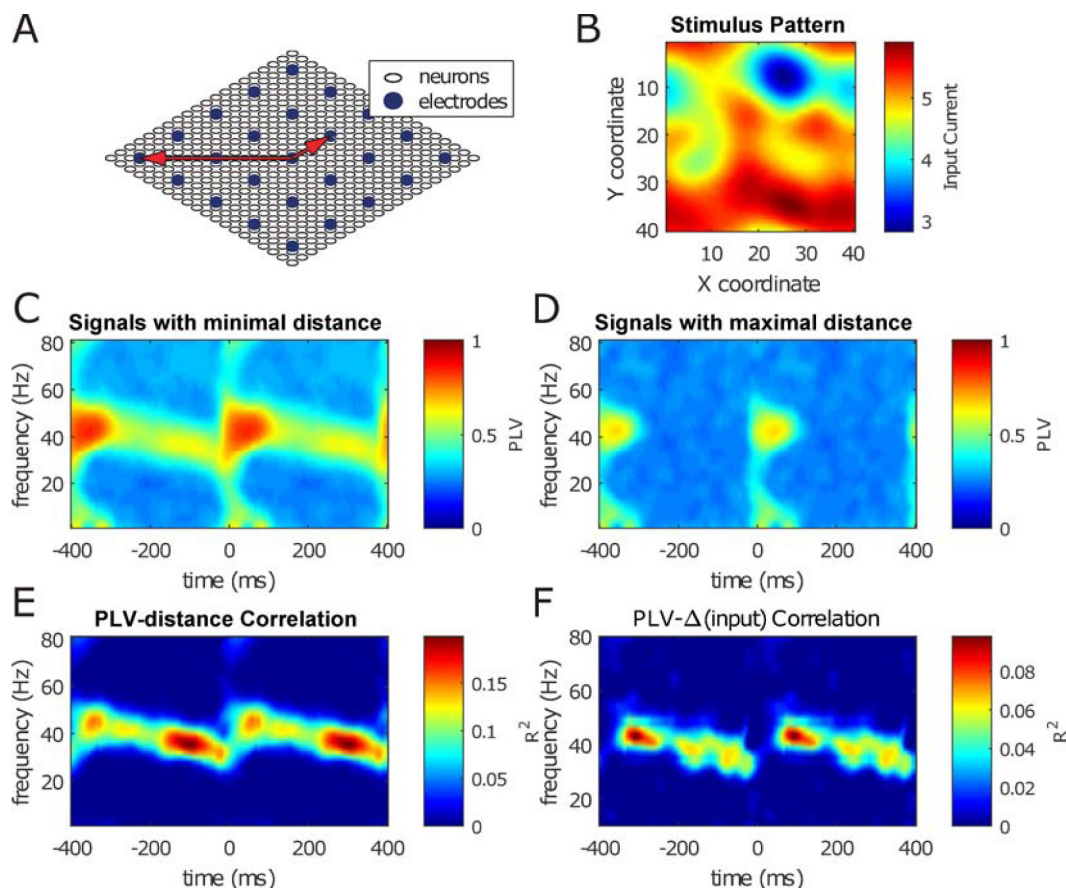 A
neurons
electrodes
B
Stimulus Pattern
10
20
30
40
Y coordinate
10 20 30 40
X coordinate
5
4
3
Input Current
C
Signals with minimal distance
80
60
40
20
frequency (Hz)
-400 -200 0 200 400
time (ms)
1
0.5
0
PLV
D
Signals with maximal distance
80
60
40
20
frequency (Hz)
-400 -200 0 200 400
time (ms)
1
0.5
0
PLV
E
PLV-distance Correlation
80
60
40
20
frequency (Hz)
-400 -200 0 200 400
time (ms)
0.15
0.1
0.05
0
R²
F
PLV-Δ(input) Correlation
80
60
40
20
frequency (Hz)
-400 -200 0 200 400
time (ms)
0.08
0.06
0.04
0.02
0
R²